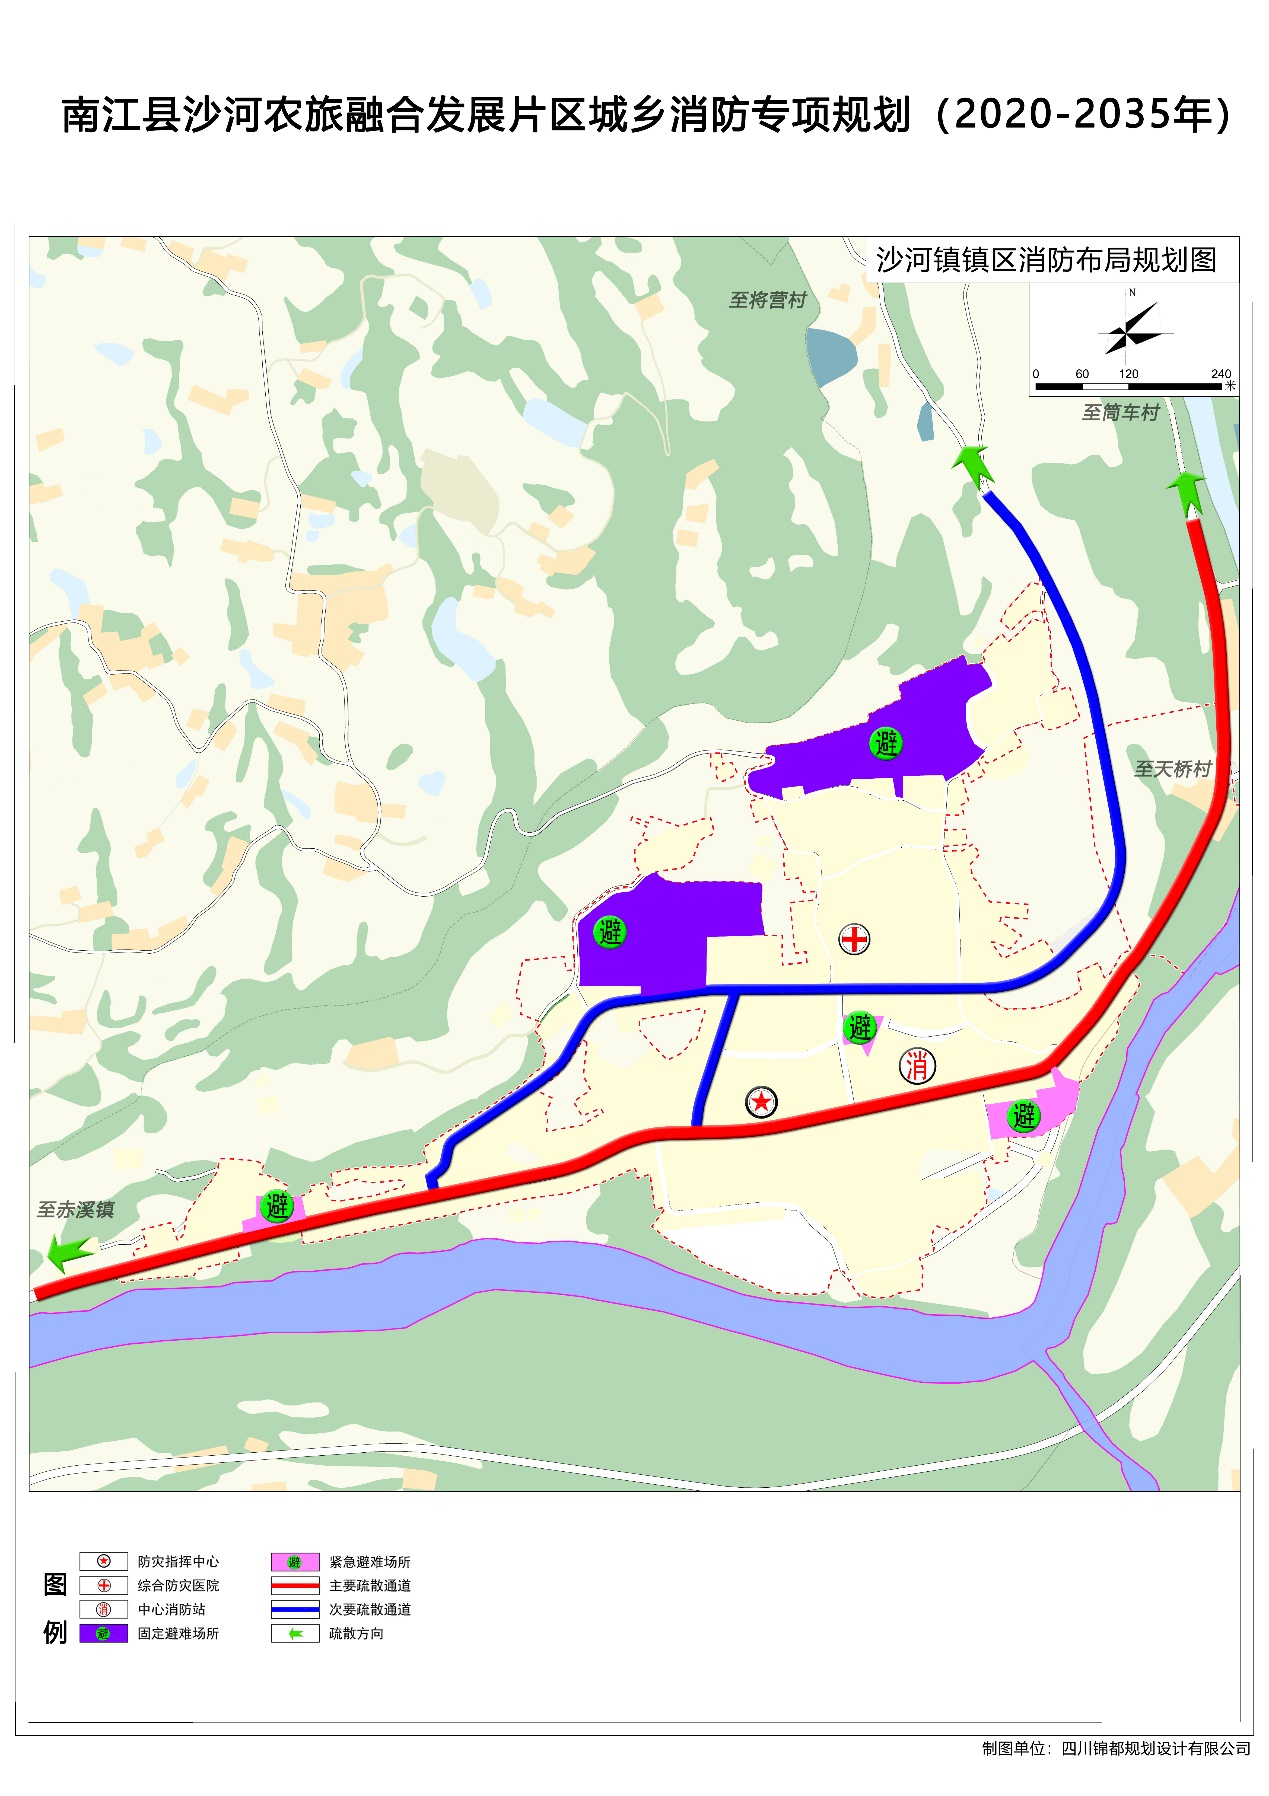 南江县沙河农旅融合发展片区城乡消防专项规划（2020-2035年）
沙河镇镇区消防布局规划图
N
0 60 120 240
米
至将营村
至筒车村
至天桥村
避
避
避
消
避
避
至赤溪镇
图例
防灾指挥中心
综合防灾医院
消 中心消防站
避 固定避难场所
避 紧急避难场所
主要疏散通道
次要疏散通道
疏散方向
制图单位：四川锦都规划设计有限公司